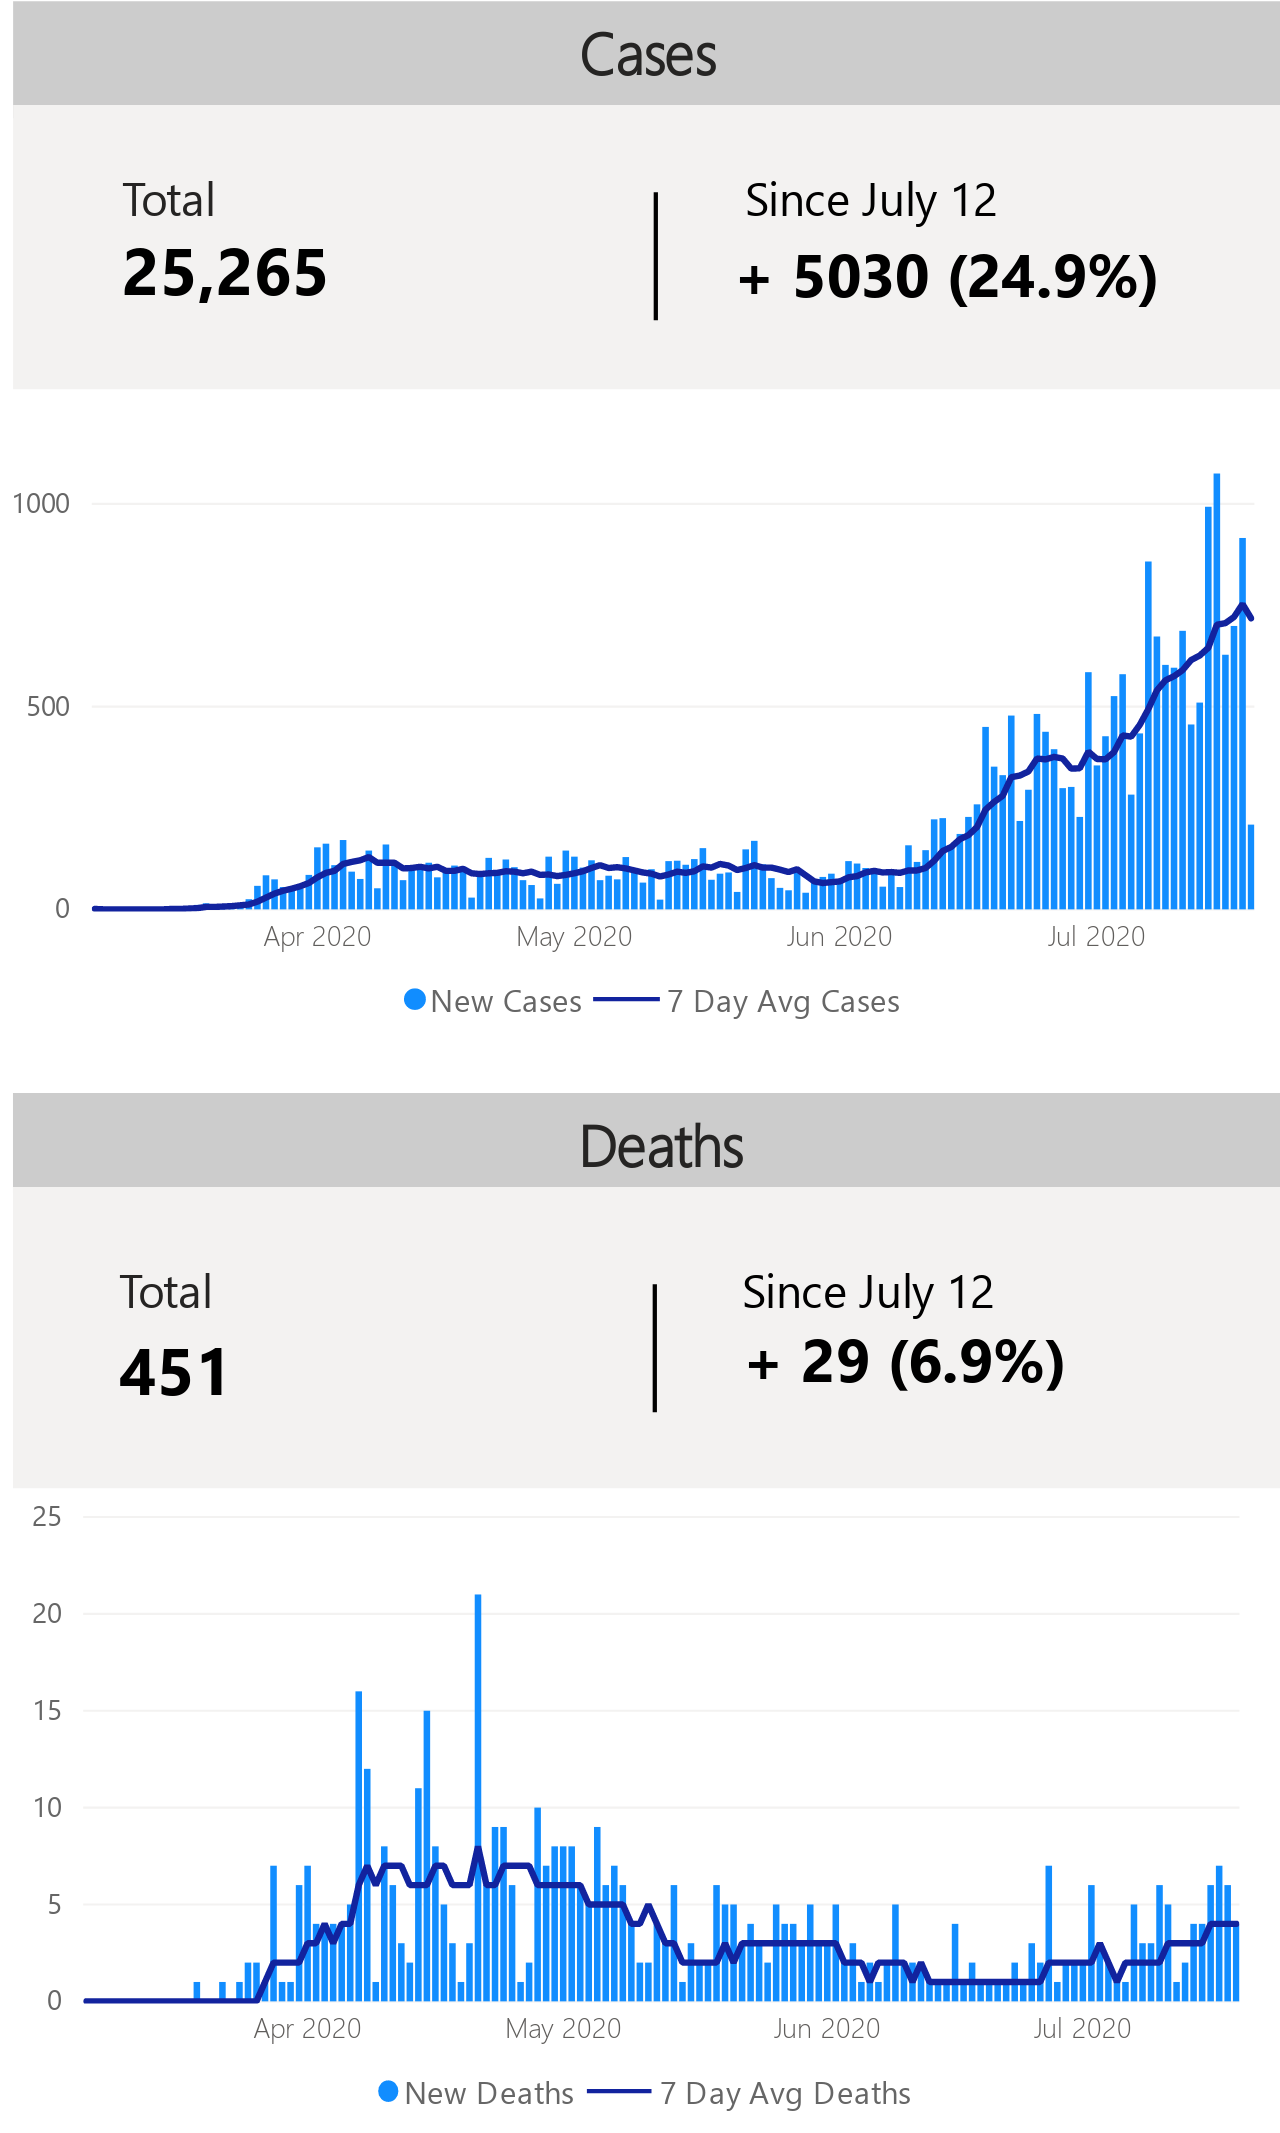 Cases
Total
Since July 12
25,265
+ 5030 (24.9%)
1000
500
0
Apr 2020
May 2020
Jun 2020
Jul 2020
New Cases
7 Day Avg Cases
Deaths
Total
Since July 12
451
+ 29 (6.9%)
25
20
15
10
5
0
Apr 2020
May 2020
Jun 2020
Jul 2020
New Deaths
7 Day Avg Deaths